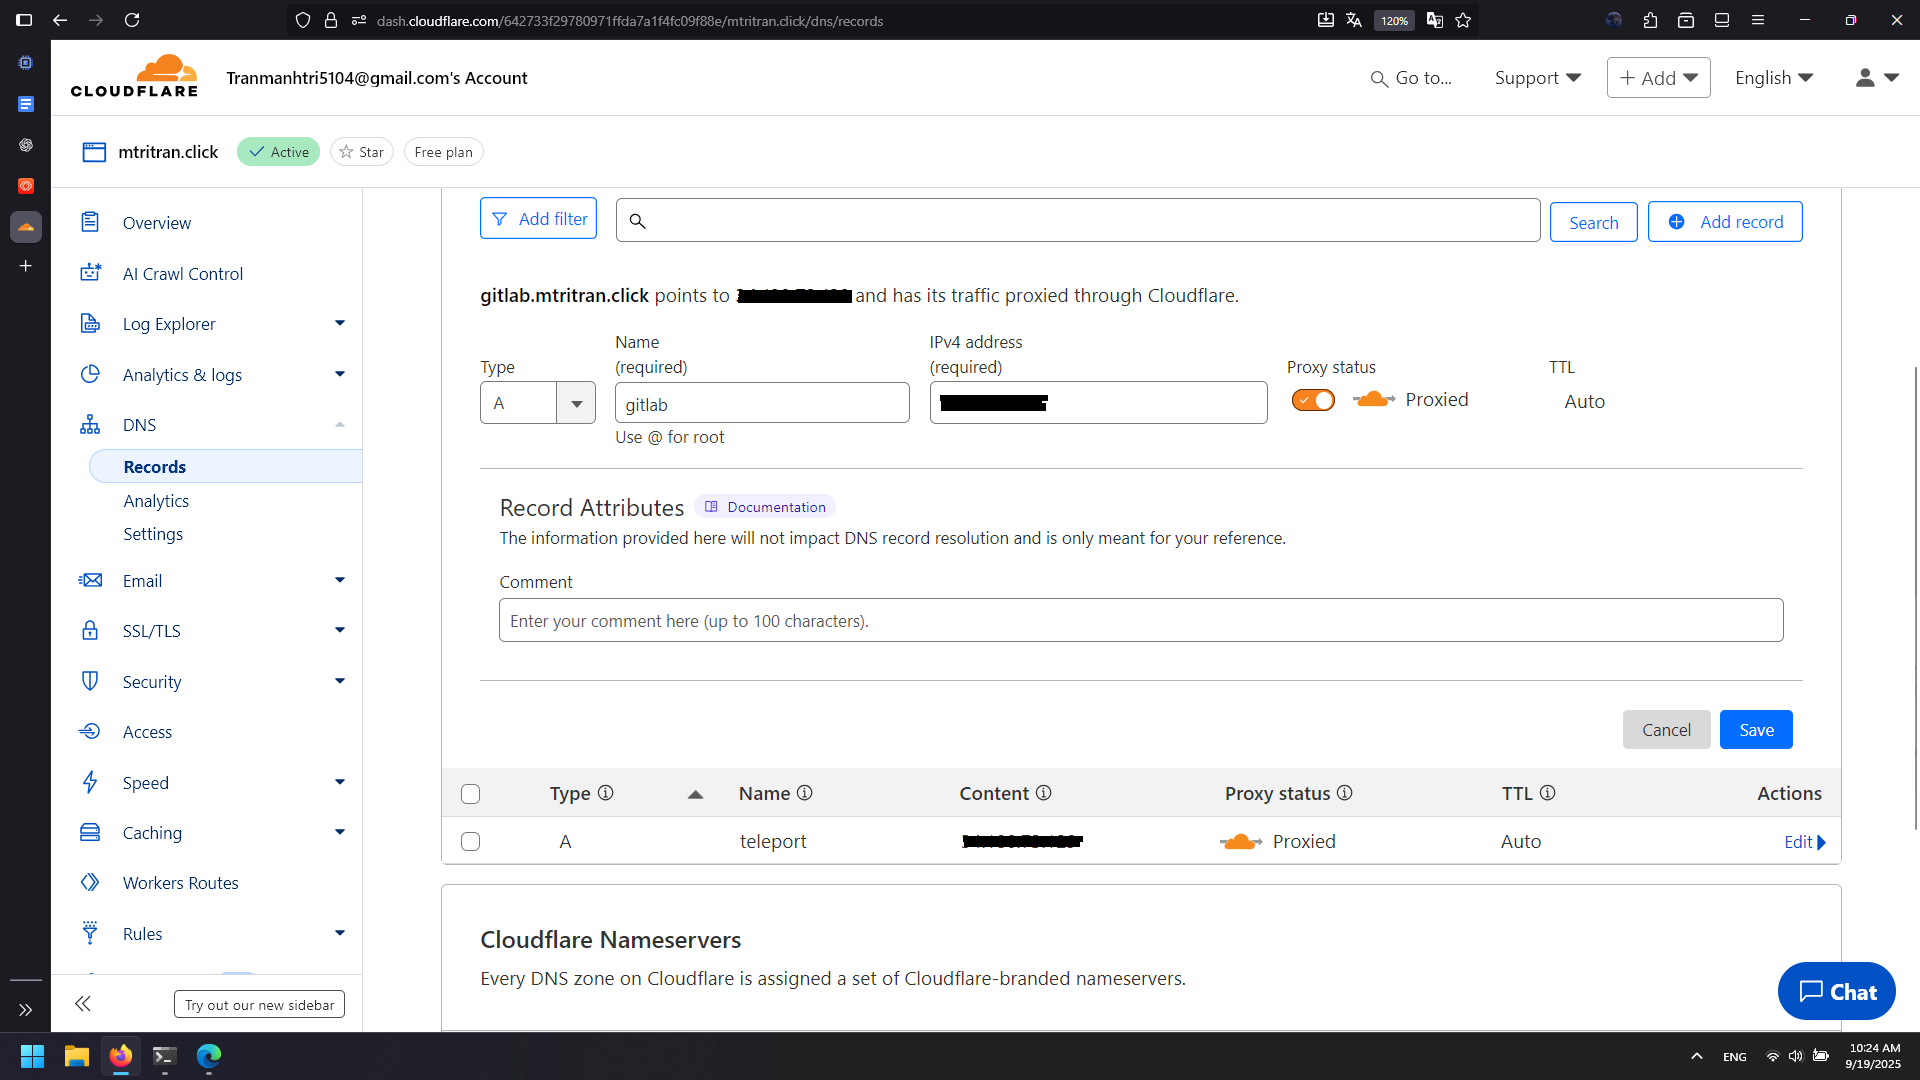 dash.cloudflare.com/642733f29780971ffda7a1f4fc09f88e/mtritran.click/dns/records
120%
CLOUDFLARE
Tranmanhtri5104@gmail.com's Account
Go to...
Support
Add
English
mtritran.click
Active
Star
Free plan
Overview
AI Crawl Control
Log Explorer
Analytics & logs
DNS
Records
Analytics
Settings
Email
SSL/TLS
Security
Access
Speed
Caching
Workers Routes
Rules
Try out our new sidebar
Add filter
Search
Add record
gitlab.mtritran.click points to and has its traffic proxied through Cloudflare.
Type
Name
(required)
IPv4 address
(required)
Proxy status
TTL
A
gitlab
Proxied
Auto
Use @ for root
Record Attributes
Documentation
The information provided here will not impact DNS record resolution and is only meant for your reference.
Comment
Enter your comment here (up to 100 characters).
Cancel
Save
Type Name Content Proxy status TTL Actions
A teleport Proxied Auto Edit
Cloudflare Nameservers
Every DNS zone on Cloudflare is assigned a set of Cloudflare-branded nameservers.
Chat
ENG
10:24 AM
9/19/2025